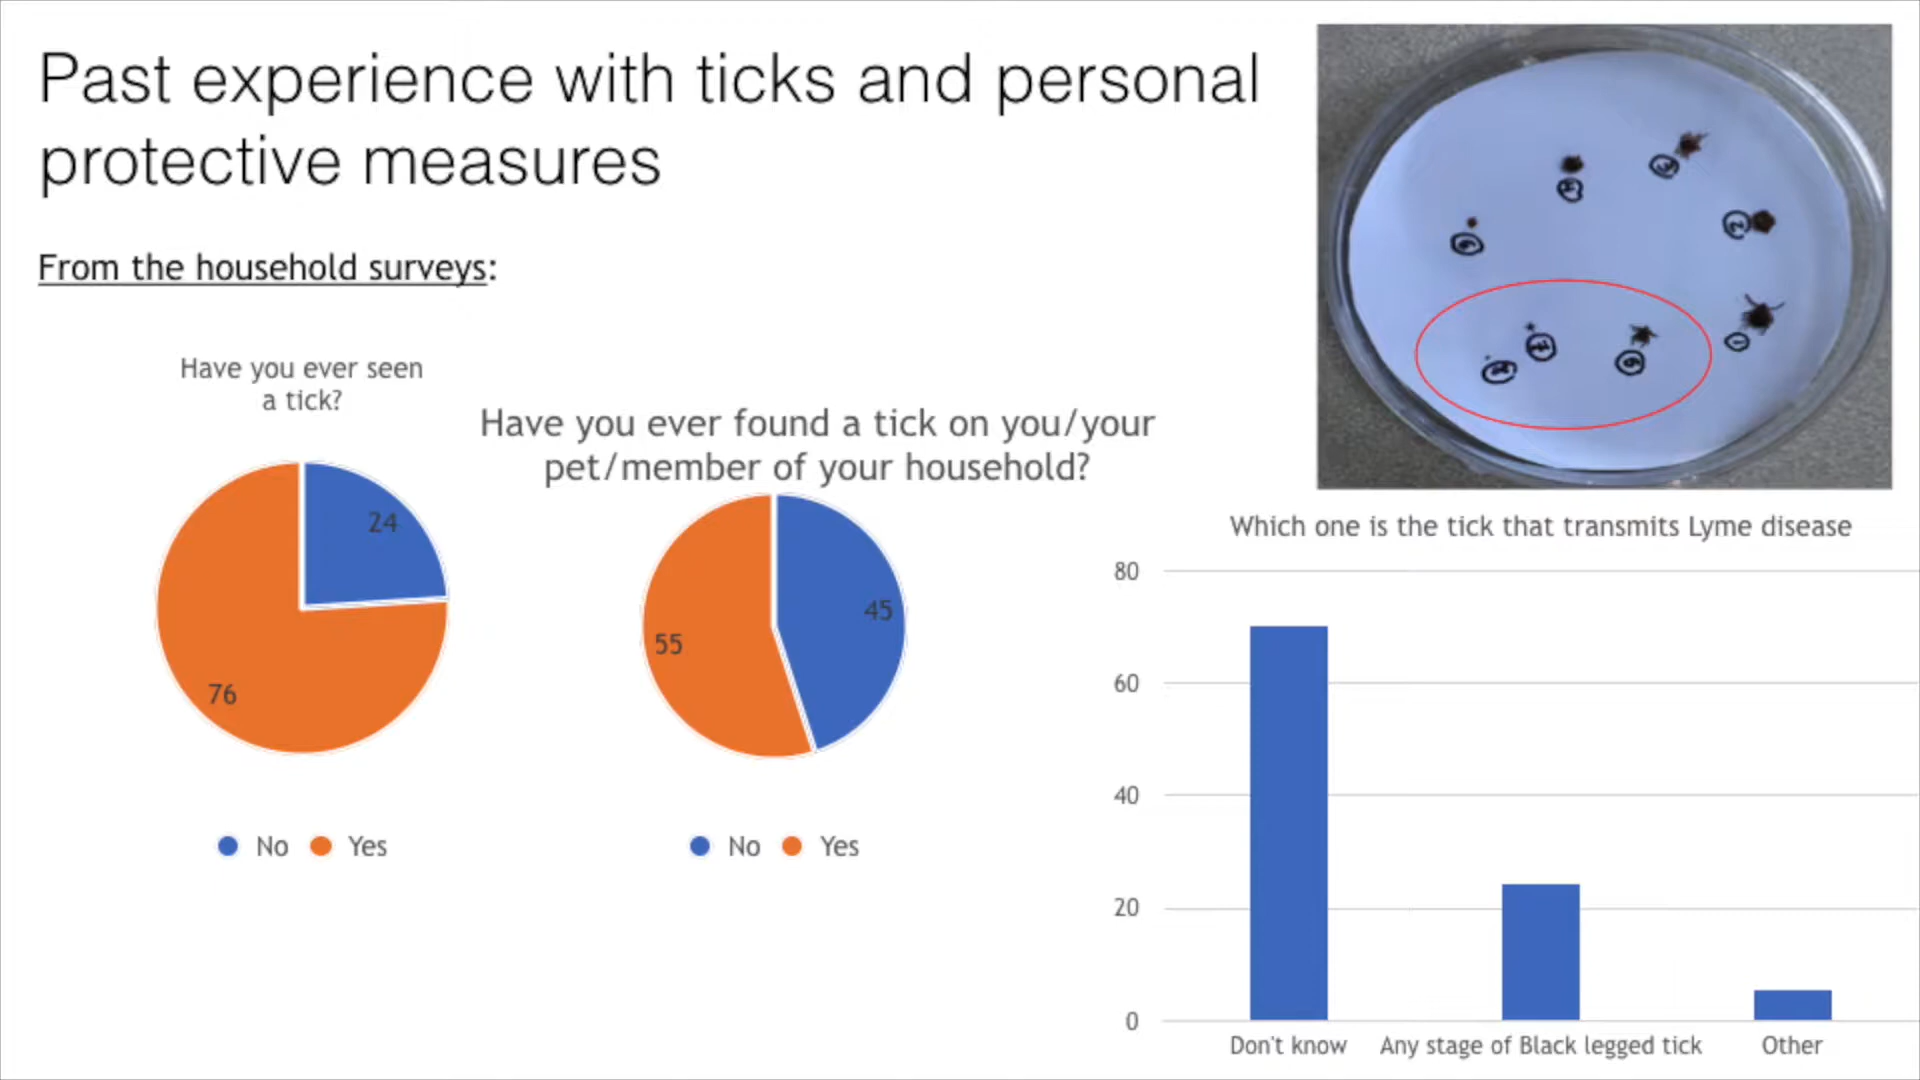 Past experience with ticks and personal
protective measures
From the household surveys:
Have you ever seen
a tick?
24
76
No Yes
Have you ever found a tick on you/your
pet/member of your household?
45
55
No Yes
Which one is the tick that transmits Lyme disease
80
60
40
20
0
Don't know
Any stage of Black legged tick
Other